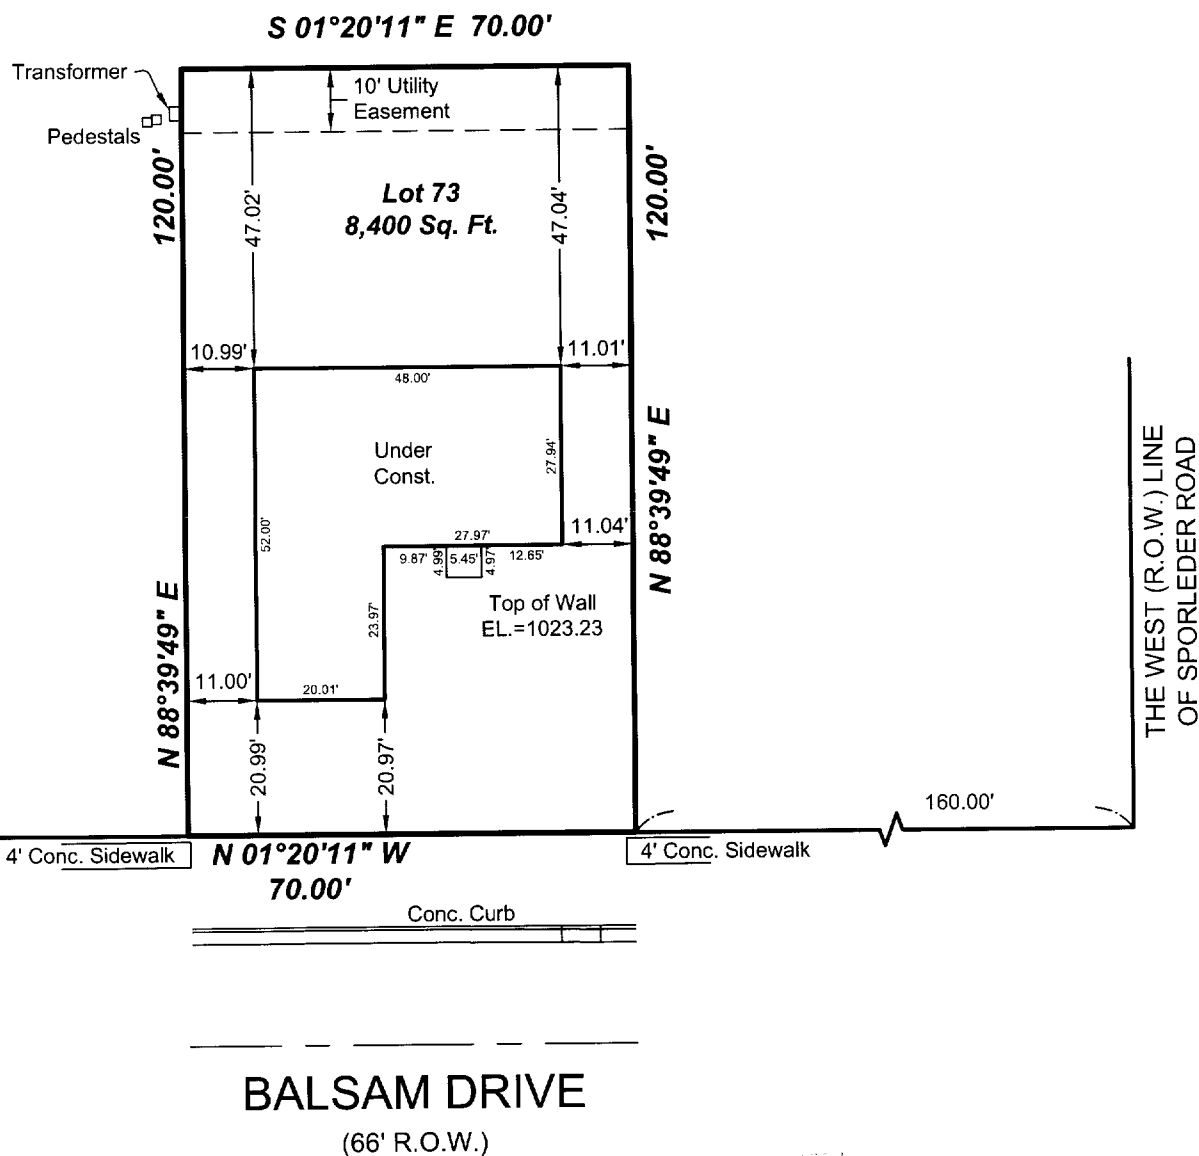 S 01°20'11" E 70.00'
Transformer
10' Utility
Easement
Pedestals
120.00'
120.00'
Lot 73
8,400 Sq. Ft.
47.02'
47.04'
10.99'
11.01'
48.00'
Under
Const.
27.94'
52.00'
27.97'
11.04'
9.87'
4.99'
5.45'
4.97'
12.65'
Top of Wall
EL.=1023.23
23.97'
N 88°39'49" E
N 88°39'49" E
11.00'
20.01'
20.99'
20.97'
THE WEST (R.O.W.) LINE
OF SPORLEDER ROAD
160.00'
4' Conc. Sidewalk
N 01°20'11" W
70.00'
4' Conc. Sidewalk
Conc. Curb
BALSAM DRIVE
(66' R.O.W.)